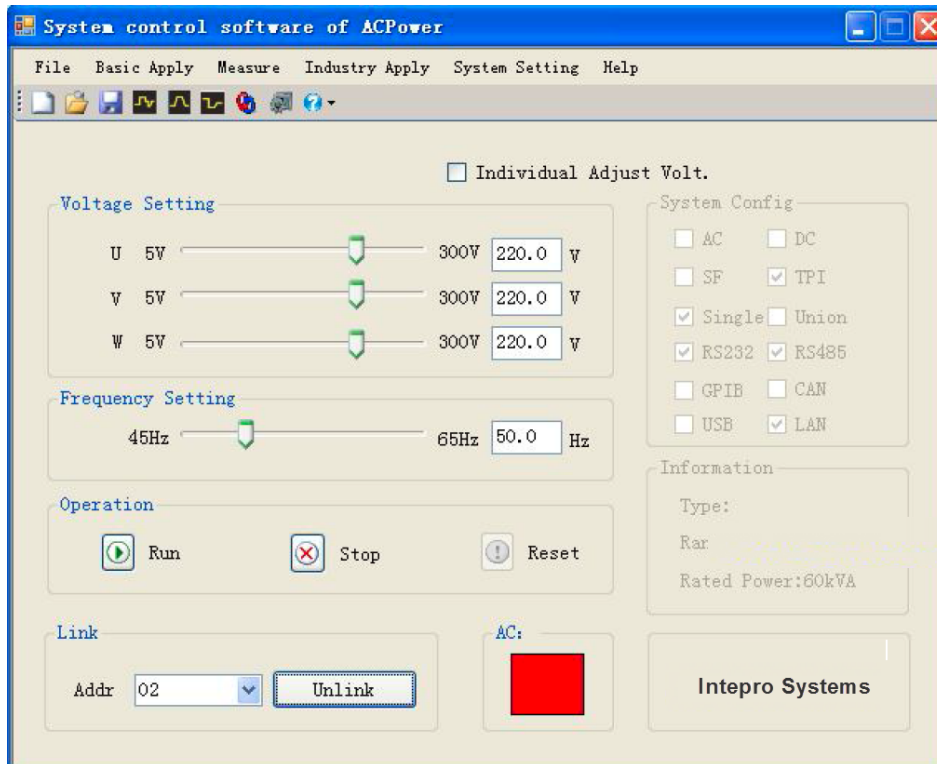 System control software of ACPower
File Basic Apply Measure Industry Apply System Setting Help
Individual Adjust Volt.
Voltage Setting
U 5V 300V 220.0 V
V 5V 300V 220.0 V
W 5V 300V 220.0 V
Frequency Setting
45Hz 65Hz 50.0 Hz
Operation
Run Stop Reset
Link
Addr 02 Unlink
AC:
System Config
AC DC
SF TPI
Single Union
RS232 RS485
GPIB CAN
USB LAN
Information
Type:
Ran
Rated Power:60kVA
Intepro Systems